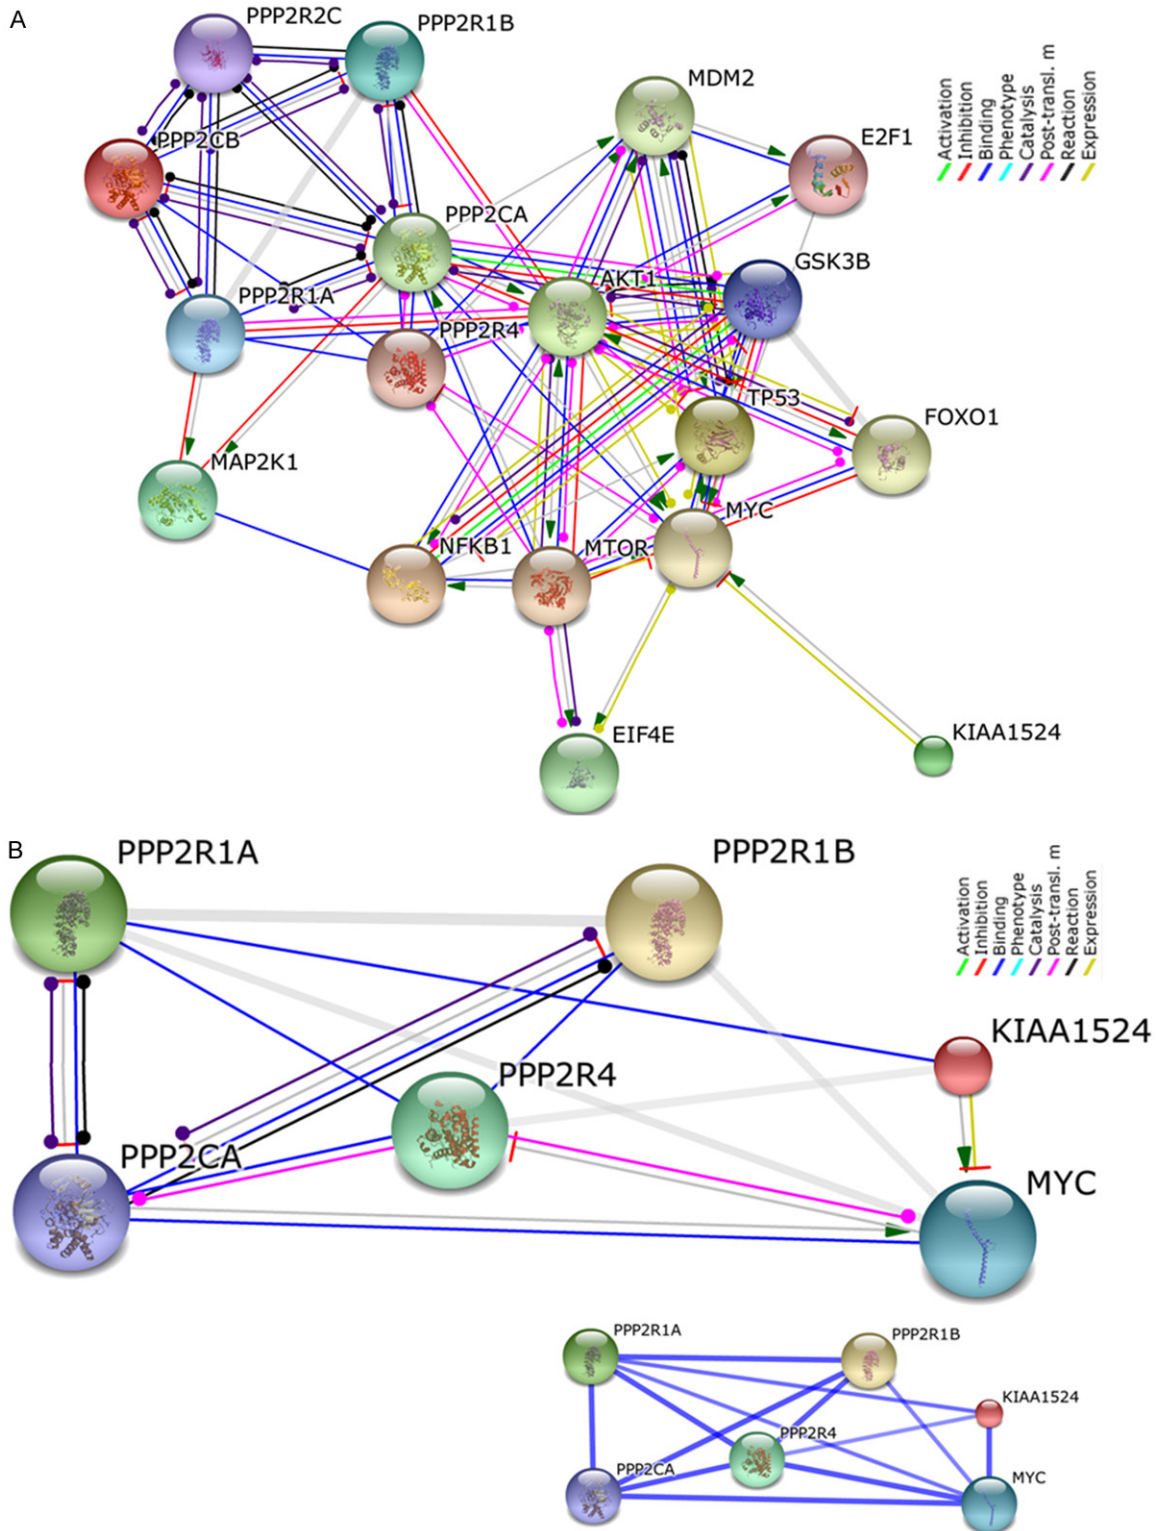 A
PPP2R2C
PPP2R1B
MDM2
E2F1
PPP2CB
PPP2CA
GSK3B
AKT1
PPP2R1A
PPP2R4
TP53
FOXO1
MAP2K1
MYC
NFKB1
MTOR
EIF4E
KIAA1524
Activation
Inhibition
Binding
Phenotype
Catalysis
Post-transl. m
Reaction
Expression
B
PPP2R1A
PPP2R1B
KIAA1524
PPP2R4
PPP2CA
MYC
Activation
Inhibition
Binding
Phenotype
Catalysis
Post-transl. m
Reaction
Expression
PPP2R1A
PPP2R1B
KIAA1524
PPP2R4
PPP2CA
MYC